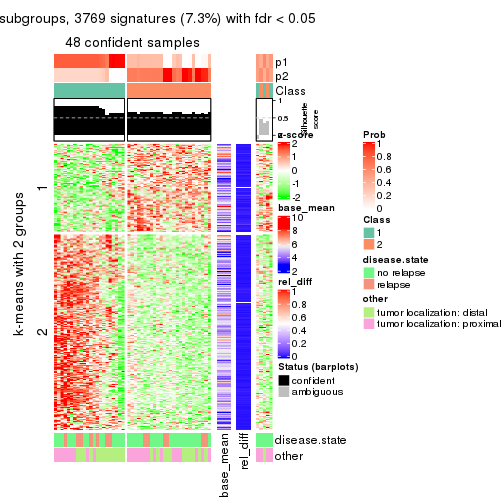 subgroups, 3769 signatures (7.3%) with fdr < 0.05
48 confident samples
p1
p2
Class
1
0.5
0
Silhouette
score
k-means with 2 groups
1
2
z-score
2
1
0
-1
-2
base_mean
10
8
6
4
2
rel_diff
1
0.8
0.6
0.4
0.2
0
Status (barplots)
confident
ambiguous
Prob
1
0.8
0.6
0.4
0.2
0
Class
1
2
disease.state
no relapse
relapse
other
tumor localization: distal
tumor localization: proximal
disease.state
other
base_mean
rel_diff